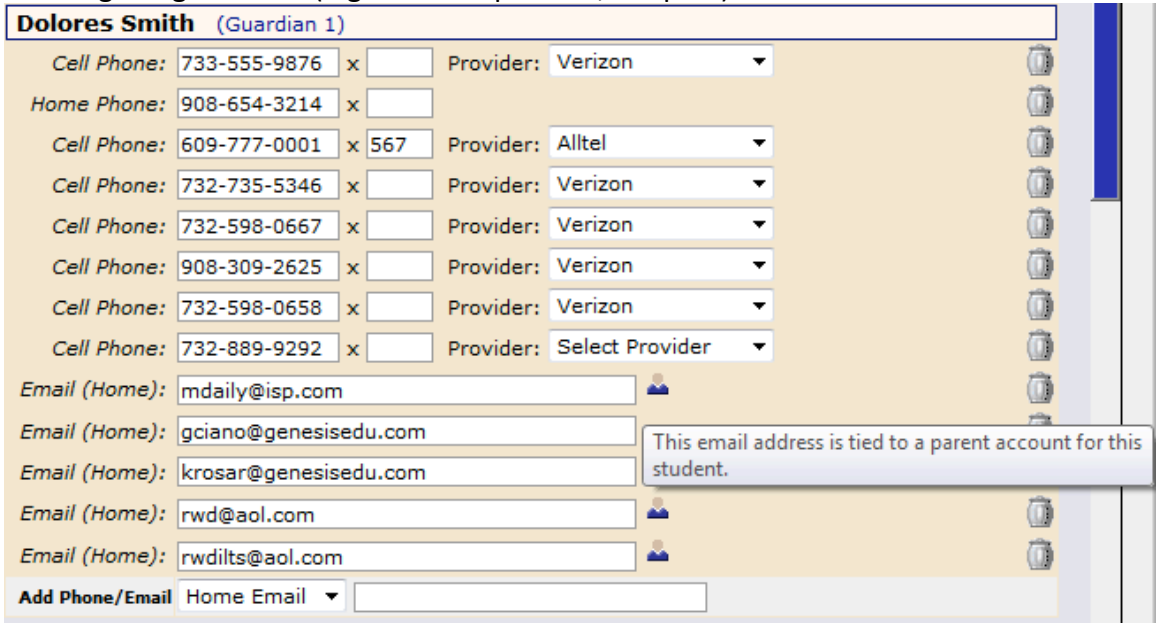 Dolores Smith (Guardian 1)
Cell Phone: 733-555-9876 x Provider: Verizon
Home Phone: 908-654-3214 x
Cell Phone: 609-777-0001 x 567 Provider: Alltel
Cell Phone: 732-735-5346 x Provider: Verizon
Cell Phone: 732-598-0667 x Provider: Verizon
Cell Phone: 908-309-2625 x Provider: Verizon
Cell Phone: 732-598-0658 x Provider: Verizon
Cell Phone: 732-889-9292 x Provider: Select Provider
Email (Home): mdaily@isp.com
Email (Home): gciano@genesisedu.com
This email address is tied to a parent account for this
student.
Email (Home): krosar@genesisedu.com
Email (Home): rwd@aol.com
Email (Home): rwdilts@aol.com
Add Phone/Email Home Email